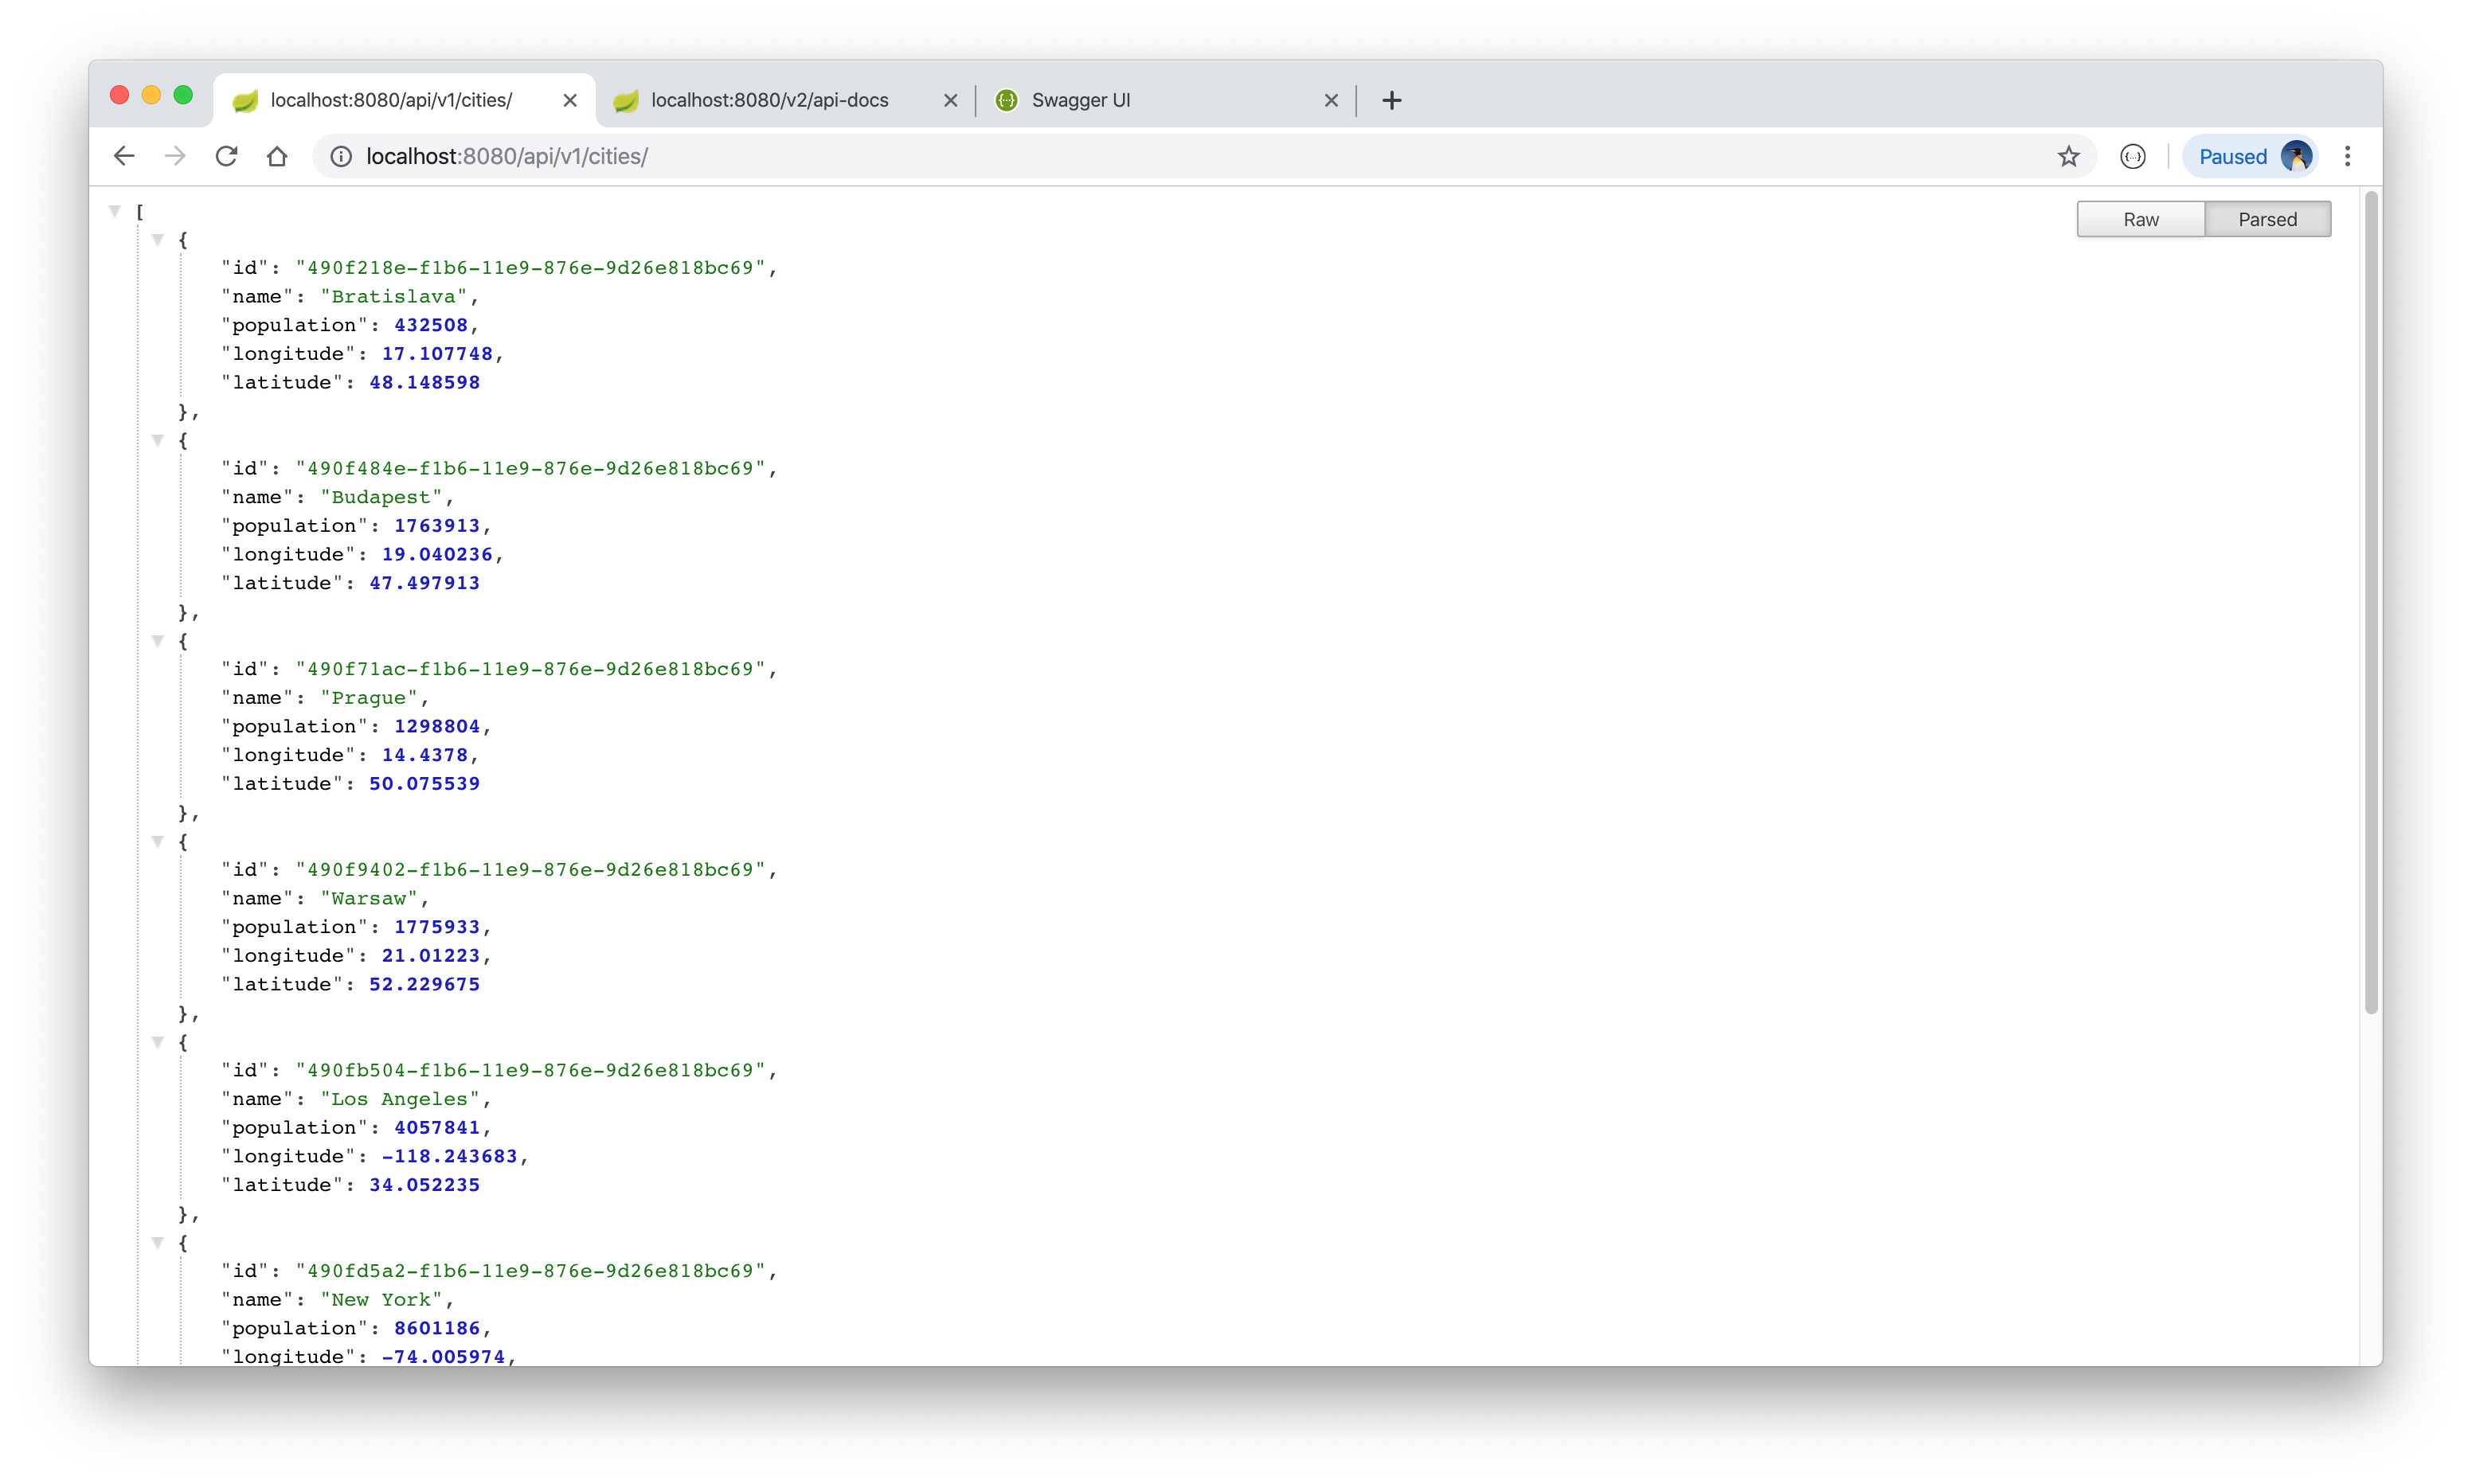 localhost:8080/api/v1/cities/
localhost:8080/v2/api-docs
Swagger UI
localhost:8080/api/v1/cities/
Paused
Raw
Parsed
[
{
"id": "490f218e-f1b6-11e9-876e-9d26e818bc69",
"name": "Bratislava",
"population": 432508,
"longitude": 17.107748,
"latitude": 48.148598
},
{
"id": "490f484e-f1b6-11e9-876e-9d26e818bc69",
"name": "Budapest",
"population": 1763913,
"longitude": 19.040236,
"latitude": 47.497913
},
{
"id": "490f71ac-f1b6-11e9-876e-9d26e818bc69",
"name": "Prague",
"population": 1298804,
"longitude": 14.4378,
"latitude": 50.075539
},
{
"id": "490f9402-f1b6-11e9-876e-9d26e818bc69",
"name": "Warsaw",
"population": 1775933,
"longitude": 21.01223,
"latitude": 52.229675
},
{
"id": "490fb504-f1b6-11e9-876e-9d26e818bc69",
"name": "Los Angeles",
"population": 4057841,
"longitude": -118.243683,
"latitude": 34.052235
},
{
"id": "490fd5a2-f1b6-11e9-876e-9d26e818bc69",
"name": "New York",
"population": 8601186,
"longitude": -74.005974,